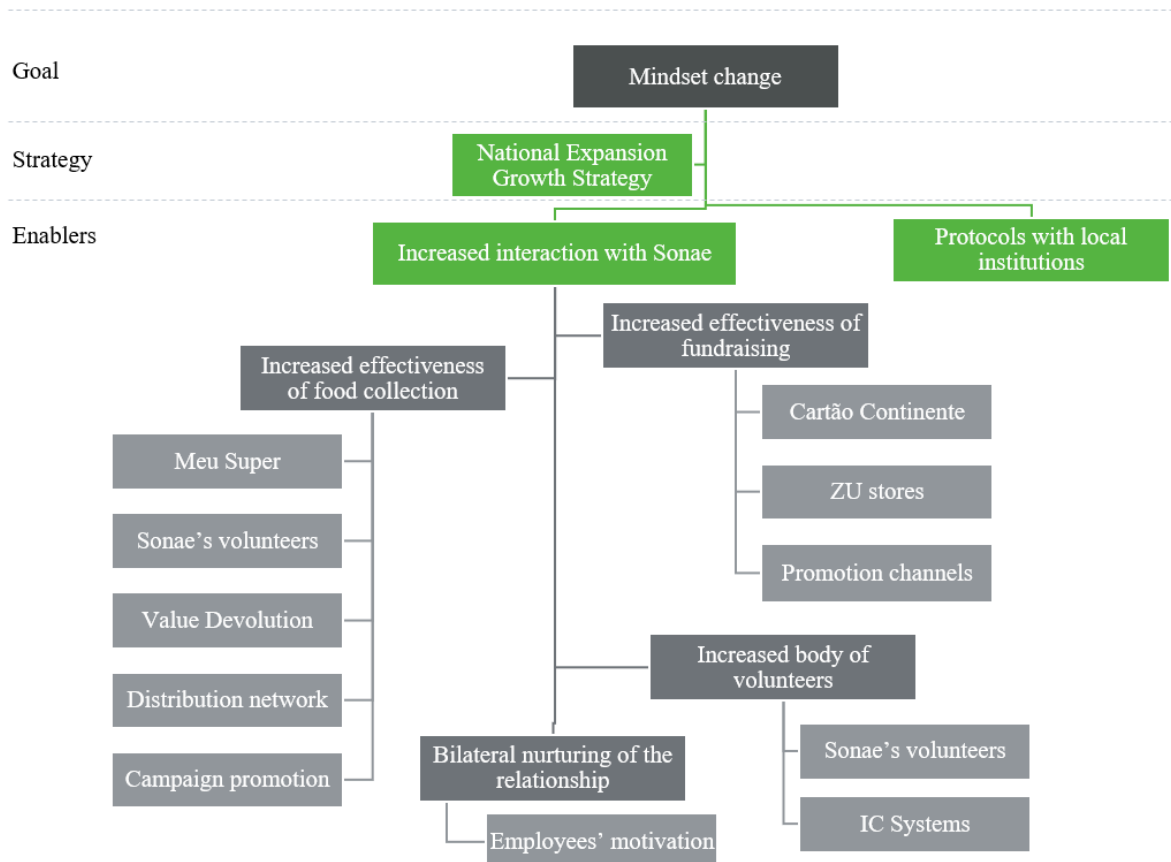 Goal
Mindset change
Strategy
National Expansion
Growth Strategy
Enablers
Increased interaction with Sonae
Protocols with local
institutions
Increased effectiveness of
fundraising
Increased effectiveness
of food collection
Cartão Continente
Meu Super
ZU stores
Sonae’s volunteers
Promotion channels
Value Devolution
Increased body of
volunteers
Distribution network
Sonae’s volunteers
Bilateral nurturing of the
relationship
Campaign promotion
IC Systems
Employees’ motivation